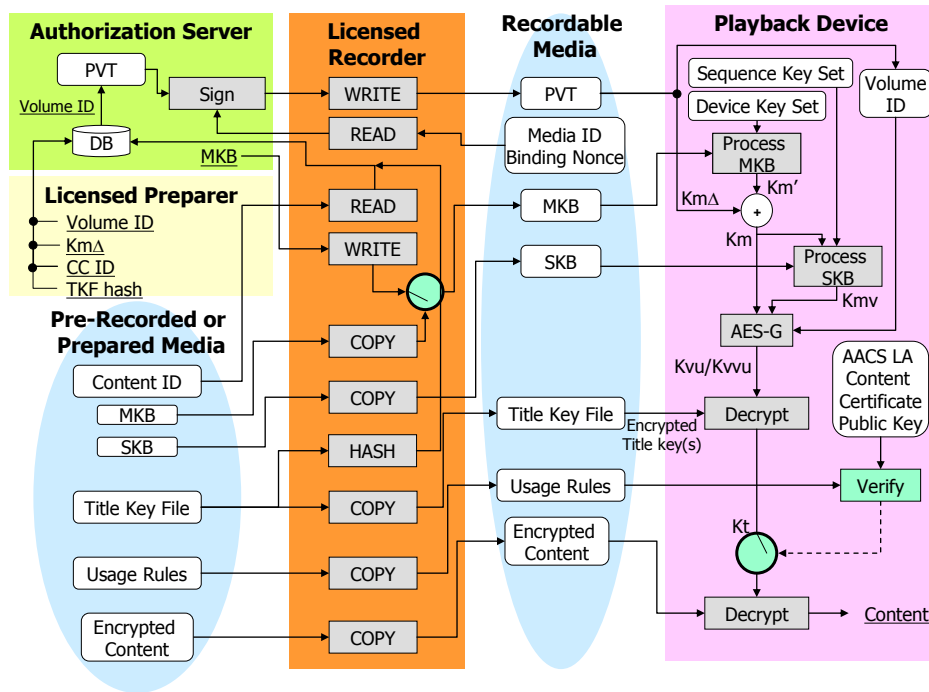 Authorization Server
PVT
Volume ID
Sign
DB
MKB
Licensed Preparer
Volume ID
Km∆
CC ID
TKF hash
Pre-Recorded or
Prepared Media
Content ID
MKB
SKB
Title Key File
Usage Rules
Encrypted
Content
Licensed
Recorder
WRITE
READ
READ
WRITE
COPY
COPY
HASH
COPY
COPY
COPY
Recordable
Media
PVT
Media ID
Binding Nonce
MKB
SKB
Title Key File
Usage Rules
Encrypted
Content
Playback Device
Sequence Key Set
Device Key Set
Volume
ID
Process
MKB
Km∆
Km’
+
Km
Process
SKB
Kmv
AES-G
Kvu/Kvvu
AACS LA
Content
Certificate
Public Key
Encrypted
Title key(s)
Decrypt
Verify
Kt
Decrypt
Content